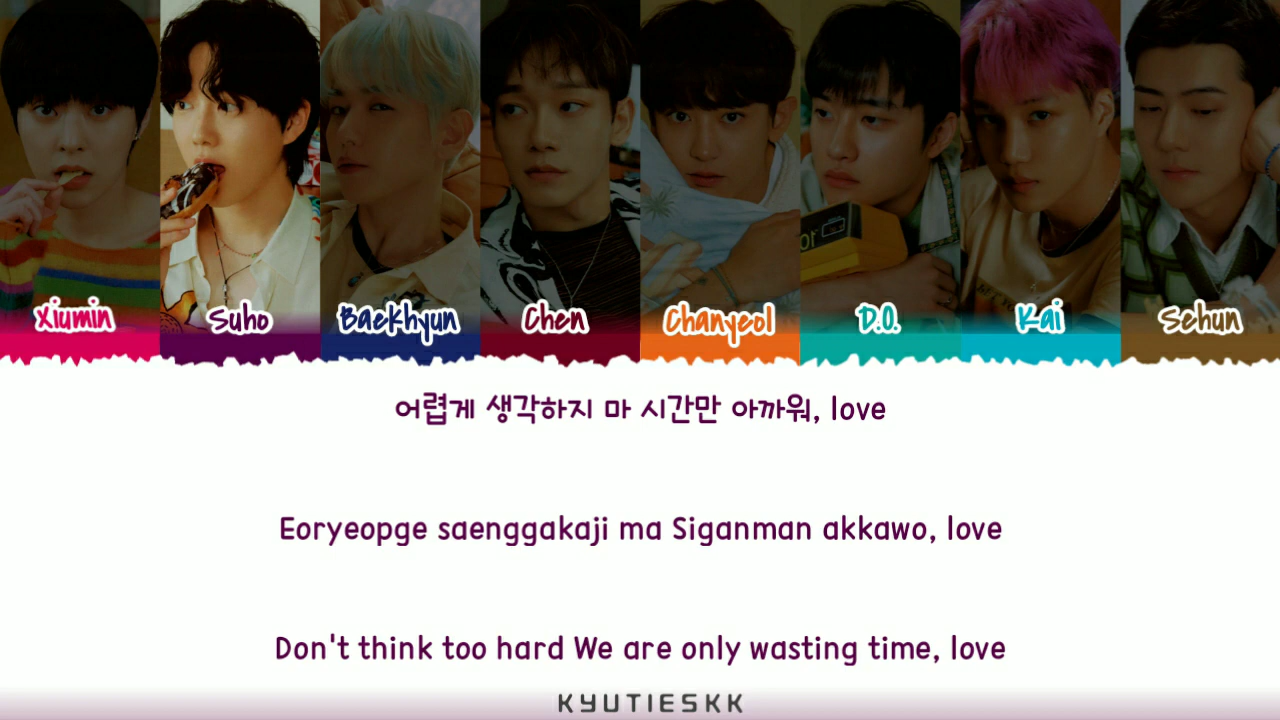 Xiumin Suho Baekhyun Chen Chanyeol D.O. Kai Sehun
어렵게 생각하지 마 시간만 아까워, love
Eoryeopge saenggakaji ma Siganman akkawo, love
Don't think too hard We are only wasting time, love
KYUTIESKK